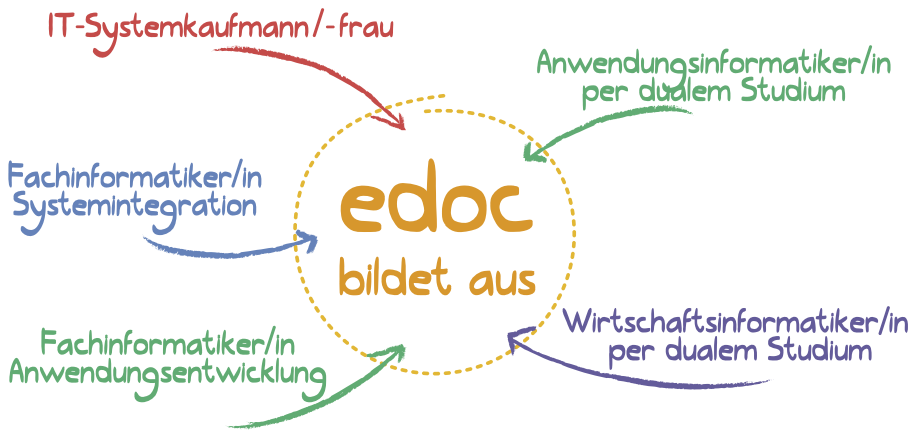 IT-Systemkaufmann/-frau
Anwendungsinformatiker/in
per dualem Studium
Fachinformatiker/in
Systemintegration
edoc
bildet aus
Wirtschaftsinformatiker/in
per dualem Studium
Fachinformatiker/in
Anwendungsentwicklung